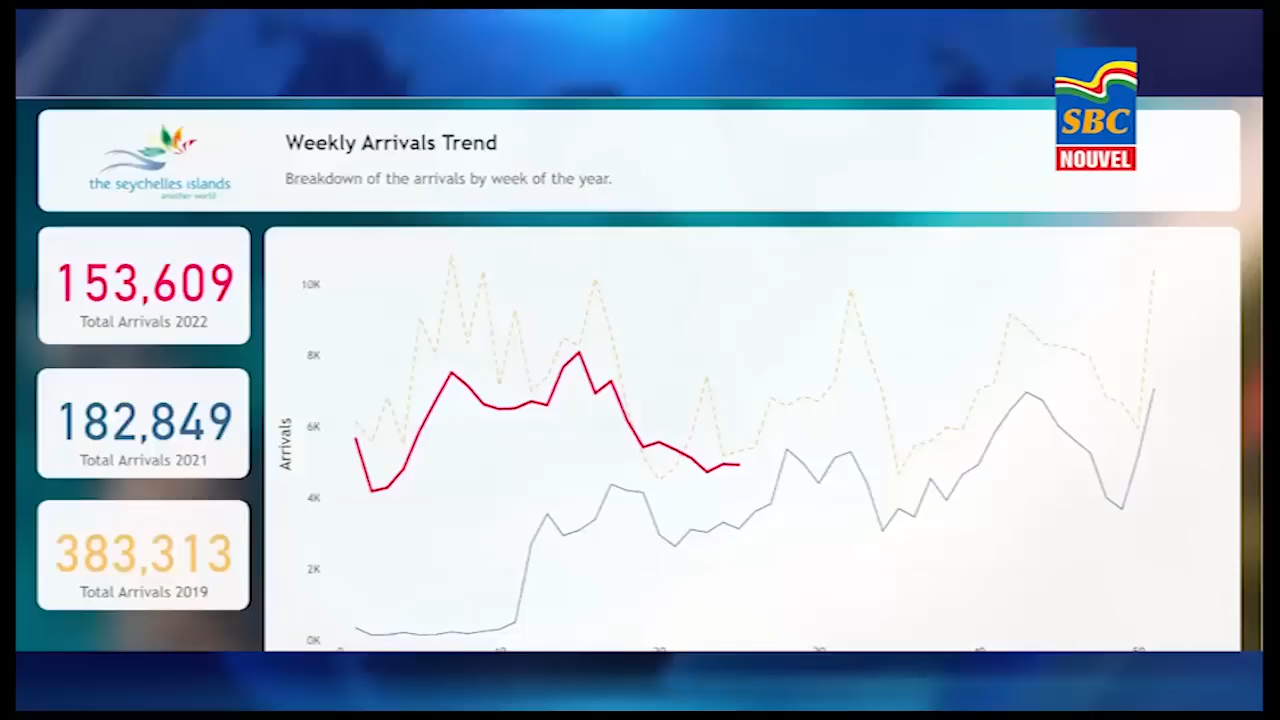 SBC
NOUVEL
Weekly Arrivals Trend
Breakdown of the arrivals by week of the year.
the seychelles islands
another world
153,609
Total Arrivals 2022
182,849
Total Arrivals 2021
383,313
Total Arrivals 2019
Arrivals
10K
8K
6K
4K
2K
0K